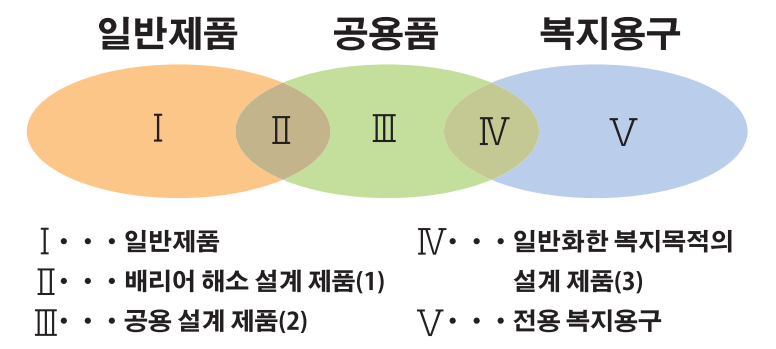 일반제품 공용품 복지용구
Ⅰ Ⅱ Ⅲ Ⅳ Ⅴ
Ⅰ・・・일반제품
Ⅱ・・・배리어 해소 설계 제품(1)
Ⅲ・・・공용 설계 제품(2)
Ⅳ・・・일반화한 복지목적의
설계 제품(3)
Ⅴ・・・전용 복지용구